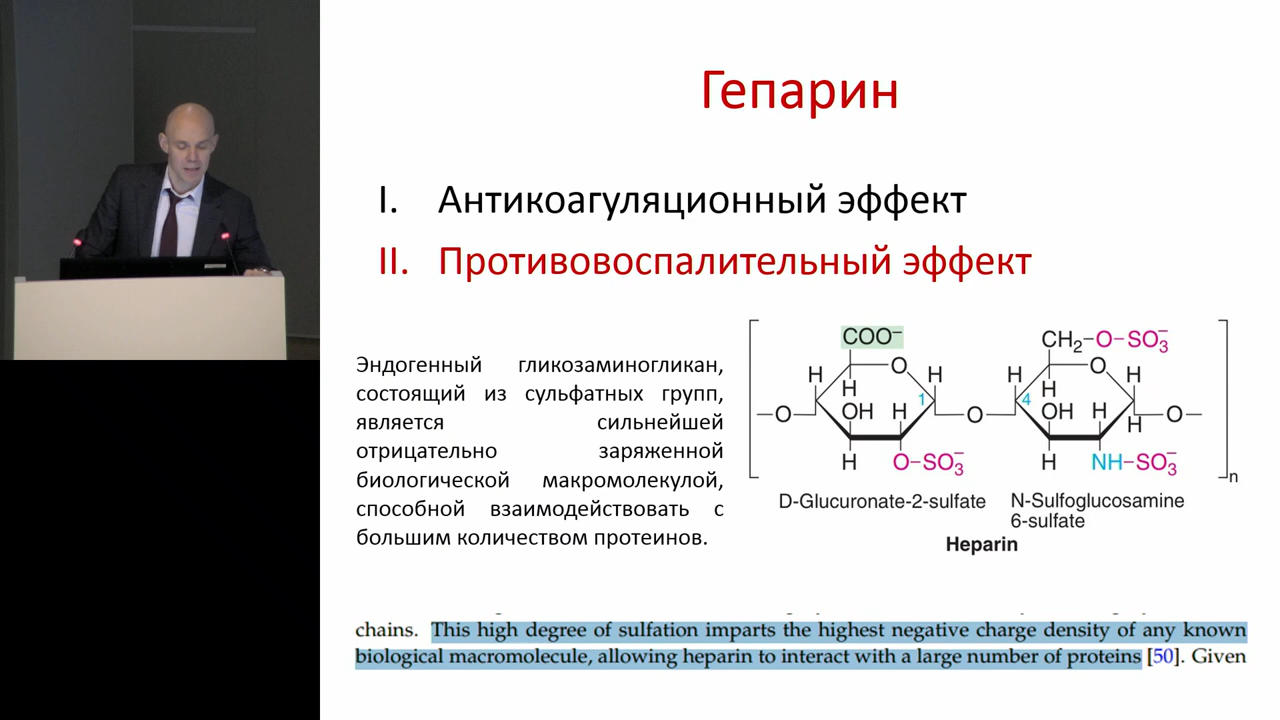 Гепарин
I. Антикоагуляционный эффект
II. Противовоспалительный эффект
Эндогенный гликозаминогликан,
состоящий из сульфатных групп,
является сильнейшей
отрицательно заряженной
биологической макромолекулой,
способной взаимодействовать с
большим количеством протеинов.
COO⁻ CH₂–O–SO₃⁻
O O
H H H H
H H
1 4
–O OH H O OH H O–
H
H O–SO₃⁻ H NH–SO₃⁻
n
D-Glucuronate-2-sulfate N-Sulfoglucosamine
6-sulfate
Heparin
chains. This high degree of sulfation imparts the highest negative charge density of any known
biological macromolecule, allowing heparin to interact with a large number of proteins [50]. Given